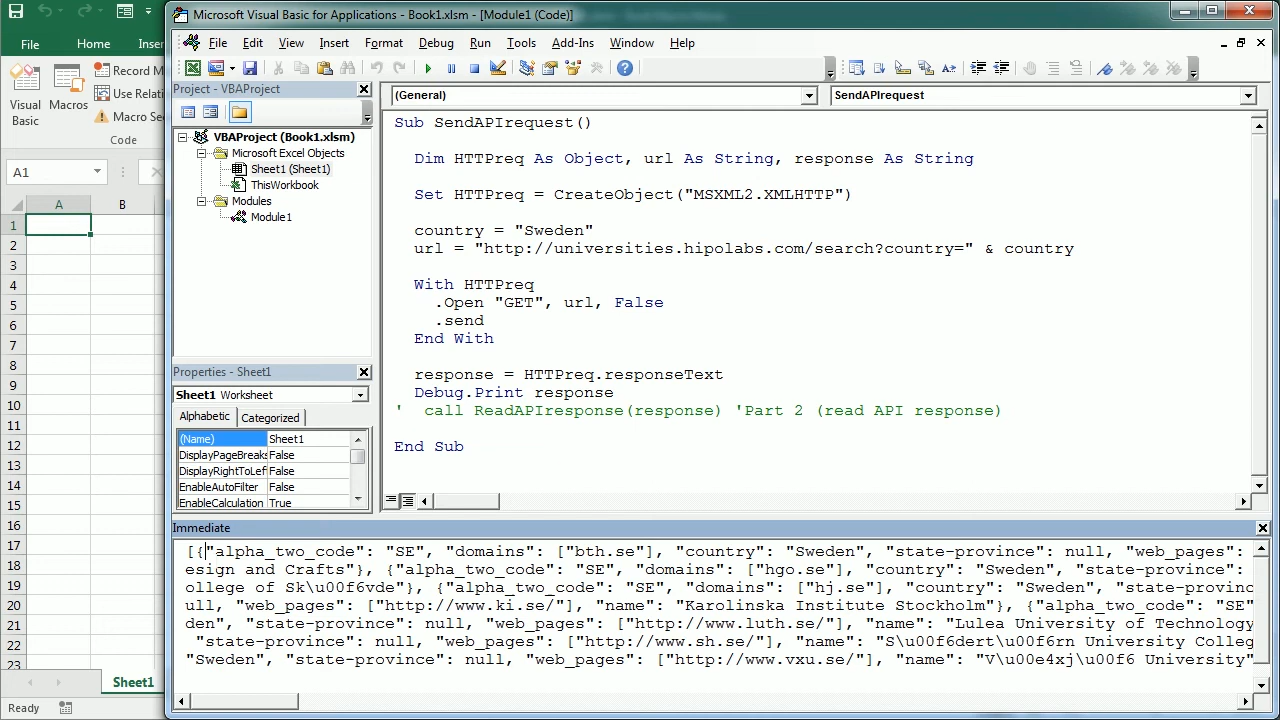 Microsoft Visual Basic for Applications - Book1.xlsm - [Module1 (Code)]
File Home Inser
File Edit View Insert Format Debug Run Tools Add-Ins Window Help
Visual Basic
Macros
Record M
Use Relati
Macro Sec
Code
A1
A B
1
2
3
4
5
6
7
8
9
10
11
12
13
14
15
16
17
18
19
20
21
22
23
Sheet1
Ready
Project - VBAProject
VBAProject (Book1.xlsm)
Microsoft Excel Objects
Sheet1 (Sheet1)
ThisWorkbook
Modules
Module1
Properties - Sheet1
Sheet1 Worksheet
Alphabetic Categorized
(Name) Sheet1
DisplayPageBreaks False
DisplayRightToLeft False
EnableAutoFilter False
EnableCalculation True
(General) SendAPIrequest
Sub SendAPIrequest()
Dim HTTPreq As Object, url As String, response As String
Set HTTPreq = CreateObject("MSXML2.XMLHTTP")
country = "Sweden"
url = "http://universities.hipolabs.com/search?country=" & country
With HTTPreq
.Open "GET", url, False
.send
End With
response = HTTPreq.responseText
Debug.Print response
' call ReadAPIresponse(response) 'Part 2 (read API response)
End Sub
Immediate
[{"alpha_two_code": "SE", "domains": ["bth.se"], "country": "Sweden", "state-province": null, "web_pages":
esign and Crafts"}, {"alpha_two_code": "SE", "domains": ["hgo.se"], "country": "Sweden", "state-province"
ollege of Sk\u00f6vde"}, {"alpha_two_code": "SE", "domains": ["hj.se"], "country": "Sweden", "state-provinc
ull, "web_pages": ["http://www.ki.se/"], "name": "Karolinska Institute Stockholm"}, {"alpha_two_code": "SE"
den", "state-province": null, "web_pages": ["http://www.luth.se/"], "name": "Lulea University of Technology
"state-province": null, "web_pages": ["http://www.sh.se/"], "name": "S\u00f6dert\u00f6rn University Colleg
"Sweden", "state-province": null, "web_pages": ["http://www.vxu.se/"], "name": "V\u00e4xj\u00f6 University"